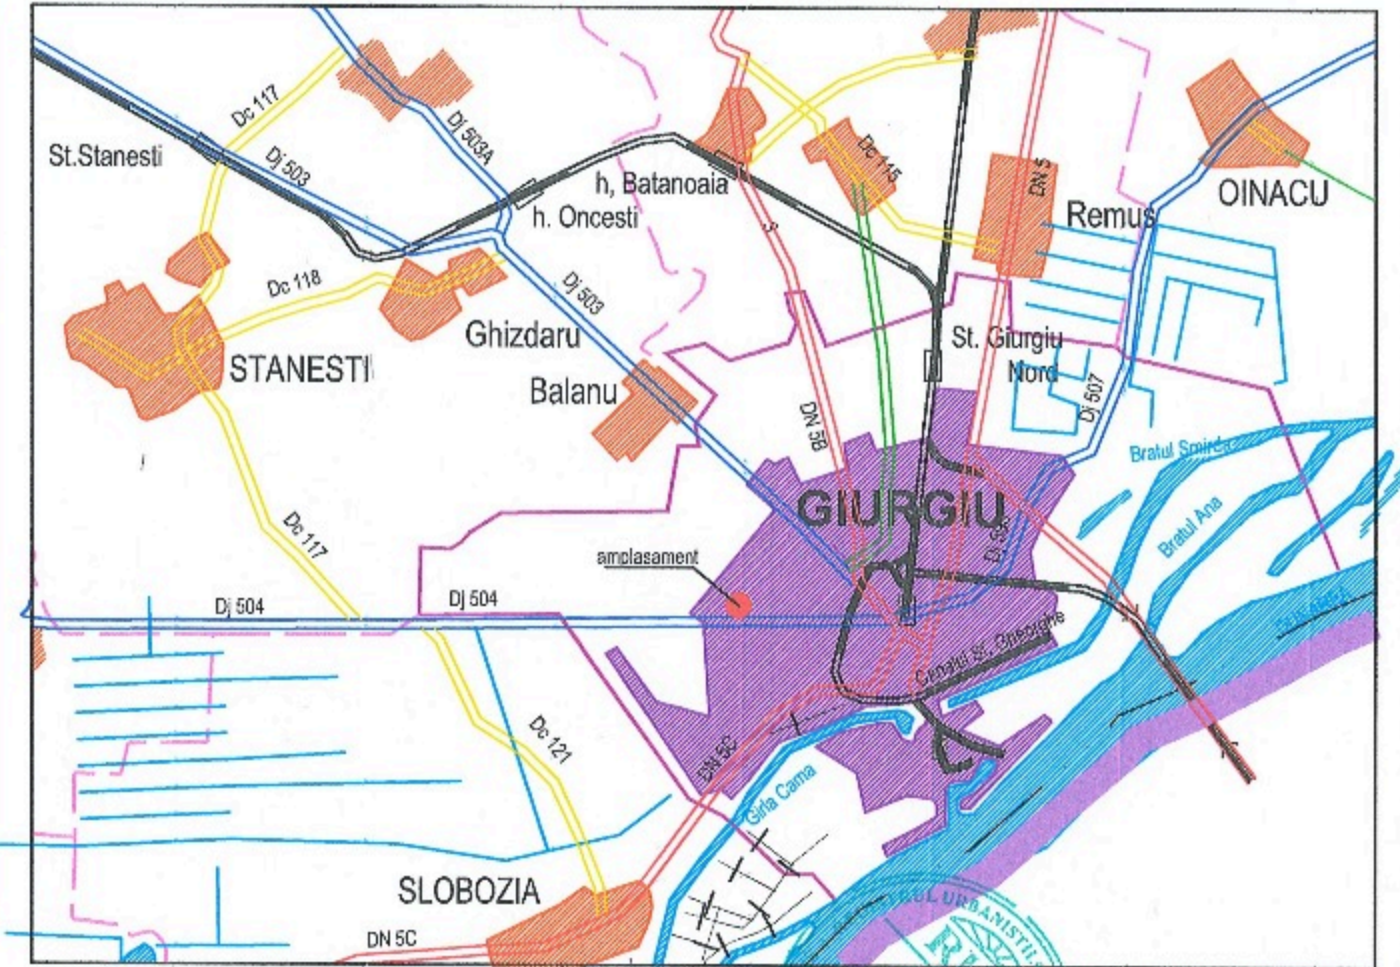 Dc 117
Dj 503A
St.Stanesti
Dj 503
h, Batanoaia
h. Oncesti
Dc 115
DN 5
OINACU
Remus
Dc 118
Dj 503
Ghizdaru
STANESTI
Balanu
St. Giurgiu
Nord
DN 5B
Dj 507
Bratul Smirda
Bratul Ana
GIURGIU
Dc 117
amplasament
Dj 504
Dj 504
Canalul Sf. Gheorghe
Dc 121
DN 5C
Girla Cama
SLOBOZIA
DN 5C